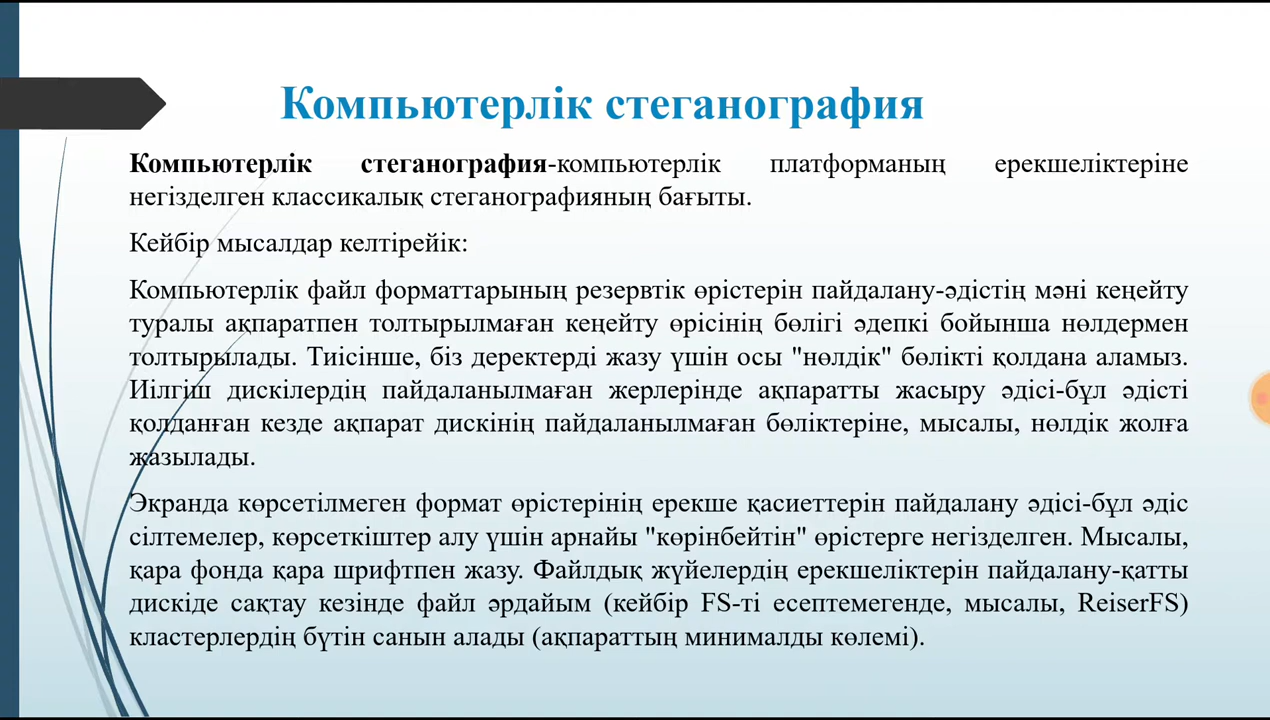 Компьютерлік стеганография
Компьютерлік стеганография-компьютерлік платформаның ерекшеліктеріне
негізделген классикалық стеганографияның бағыты.
Кейбір мысалдар келтірейік:
Компьютерлік файл форматтарының резервтік өрістерін пайдалану-әдістің мәні кеңейту
туралы ақпаратпен толтырылмаған кеңейту өрісінің бөлігі әдепкі бойынша нөлдермен
толтырылады. Тиісінше, біз деректерді жазу үшін осы "нөлдік" бөлікті қолдана аламыз.
Иілгіш дискілердің пайдаланылмаған жерлерінде ақпаратты жасыру әдісі-бұл әдісті
қолданған кезде ақпарат дискінің пайдаланылмаған бөліктеріне, мысалы, нөлдік жолға
жазылады.
Экранда көрсетілмеген формат өрістерінің ерекше қасиеттерін пайдалану әдісі-бұл әдіс
сілтемелер, көрсеткіштер алу үшін арнайы "көрінбейтін" өрістерге негізделген. Мысалы,
қара фонда қара шрифтпен жазу. Файлдық жүйелердің ерекшеліктерін пайдалану-қатты
дискіде сақтау кезінде файл әрдайым (кейбір FS-ті есептемегенде, мысалы, ReiserFS)
кластерлердің бүтін санын алады (ақпараттың минималды көлемі).